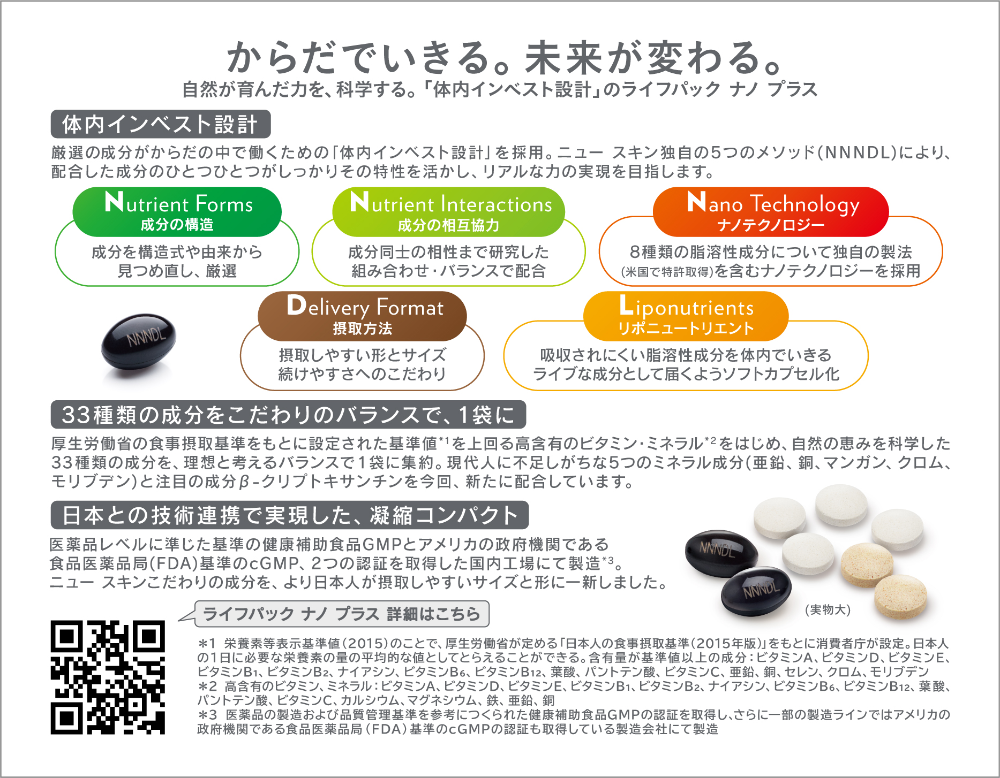 からだでいきる。未来が変わる。
自然が育んだ力を、科学する。「体内インベスト設計」のライフパック ナノ プラス
体内インベスト設計
厳選の成分がからだの中で働くための「体内インベスト設計」を採用。ニュー スキン独自の5つのメソッド(NNNDL)により、
配合した成分のひとつひとつがしっかりその特性を活かし、リアルな力の実現を目指します。
Nutrient Forms
成分の構造
成分を構造式や由来から
見つめ直し、厳選
Nutrient Interactions
成分の相互協力
成分同士の相性まで研究した
組み合わせ・バランスで配合
Nano Technology
ナノテクノロジー
8種類の脂溶性成分について独自の製法
(米国で特許取得)を含むナノテクノロジーを採用
NNNDL
Delivery Format
摂取方法
摂取しやすい形とサイズ
続けやすさへのこだわり
Liponutrients
リポニュートリエント
吸収されにくい脂溶性成分を体内でいきる
ライブな成分として届くようソフトカプセル化
33種類の成分をこだわりのバランスで、1袋に
厚生労働省の食事摂取基準をもとに設定された基準値*1を上回る高含有のビタミン・ミネラル*2をはじめ、自然の恵みを科学した
33種類の成分を、理想と考えるバランスで1袋に集約。現代人に不足しがちな5つのミネラル成分(亜鉛、銅、マンガン、クロム、
モリブデン)と注目の成分β-クリプトキサンチンを今回、新たに配合しています。
日本との技術連携で実現した、凝縮コンパクト
医薬品レベルに準じた基準の健康補助食品GMPとアメリカの政府機関である
食品医薬品局(FDA)基準のcGMP、2つの認証を取得した国内工場にて製造*3。
ニュー スキンこだわりの成分を、より日本人が摂取しやすいサイズと形に一新しました。
NNNDL
NNNDL
(実物大)
ライフパック ナノ プラス 詳細はこちら
*1 栄養素等表示基準値(2015)のことで、厚生労働省が定める「日本人の食事摂取基準(2015年版)」をもとに消費者庁が設定。日本人
の1日に必要な栄養素の量の平均的な値としてとらえることができる。含有量が基準値以上の成分：ビタミンA、ビタミンD、ビタミンE、
ビタミンB1、ビタミンB2、ナイアシン、ビタミンB6、ビタミンB12、葉酸、パントテン酸、ビタミンC、亜鉛、銅、セレン、クロム、モリブデン
*2 高含有のビタミン、ミネラル：ビタミンA、ビタミンD、ビタミンE、ビタミンB1、ビタミンB2、ナイアシン、ビタミンB6、ビタミンB12、葉酸、
パントテン酸、ビタミンC、カルシウム、マグネシウム、鉄、亜鉛、銅
*3 医薬品の製造および品質管理基準を参考につくられた健康補助食品GMPの認証を取得し、さらに一部の製造ラインではアメリカの
政府機関である食品医薬品局(FDA)基準のcGMPの認証も取得している製造会社にて製造